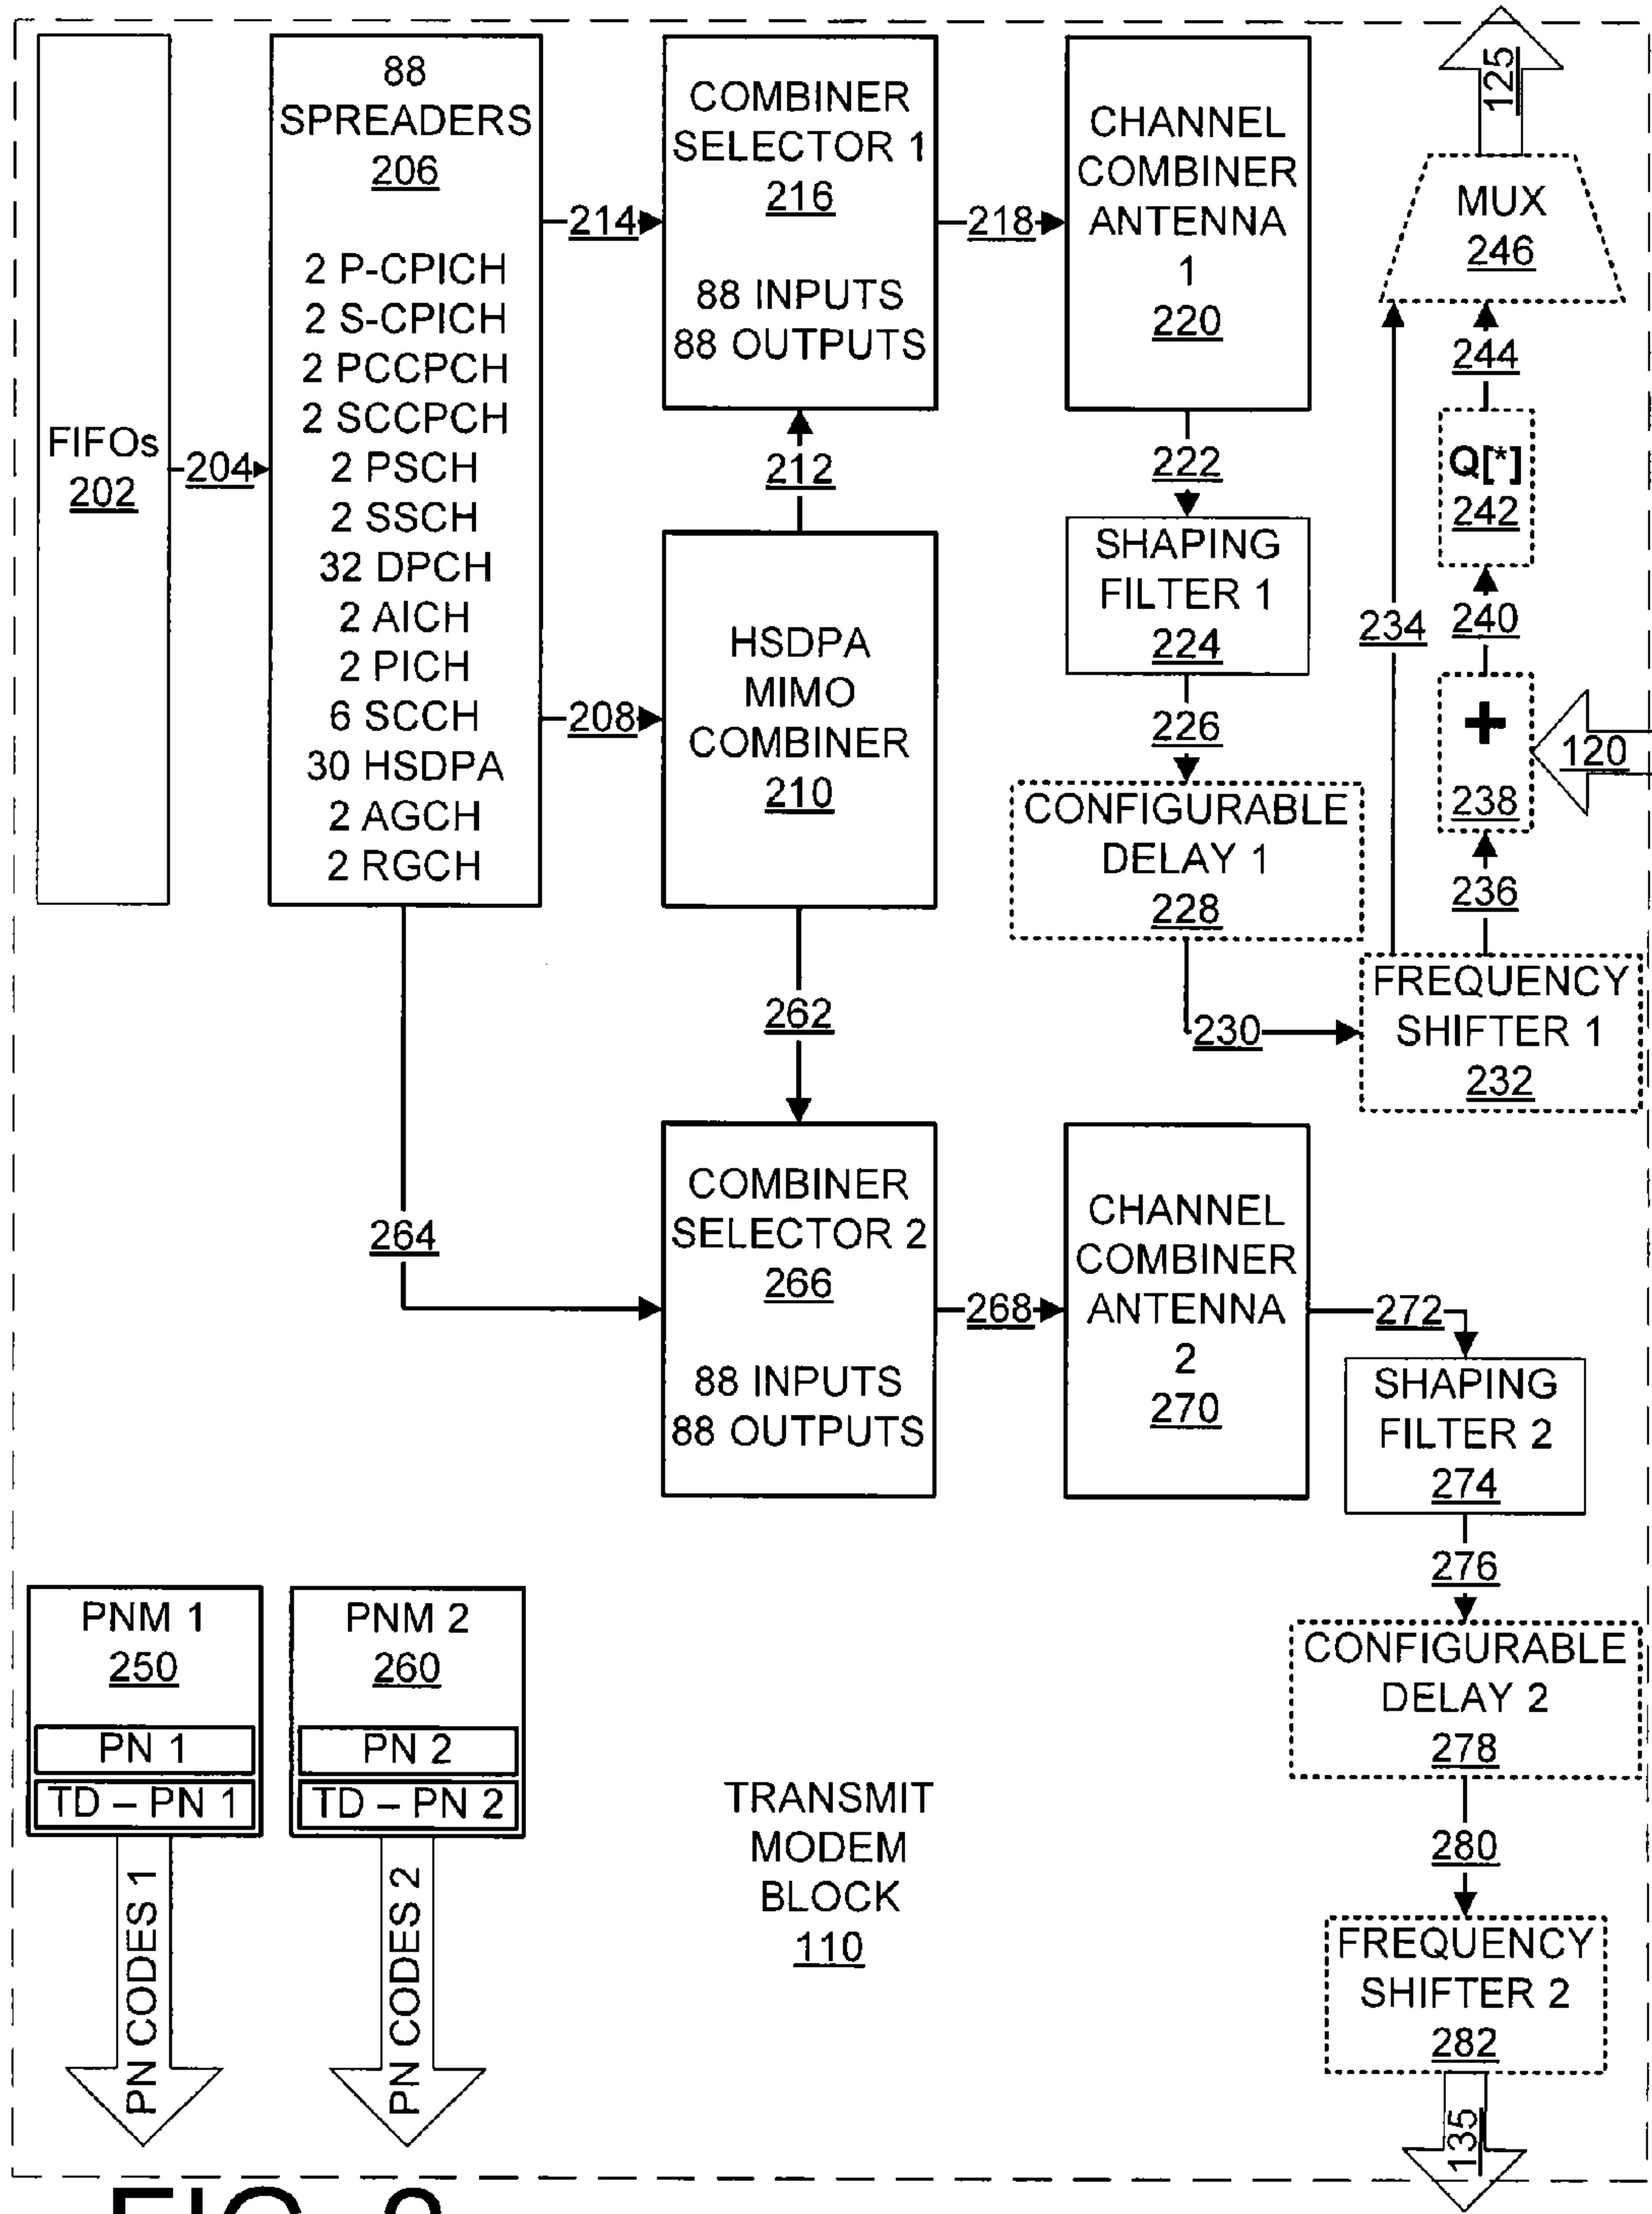 FIFOs
202
204
88
SPREADERS
206
2 P-CPICH
2 S-CPICH
2 PCCPCH
2 SCCPCH
2 PSCH
2 SSCH
32 DPCH
2 AICH
2 PICH
6 SCCH
30 HSDPA
2 AGCH
2 RGCH
214
208
COMBINER
SELECTOR 1
216
88 INPUTS
88 OUTPUTS
212
HSDPA
MIMO
COMBINER
210
218
CHANNEL
COMBINER
ANTENNA
1
220
222
SHAPING
FILTER 1
224
226
CONFIGURABLE
DELAY 1
228
230
FREQUENCY
SHIFTER 1
232
234
236
+
238
120
240
Q[*]
242
244
MUX
246
125
262
264
COMBINER
SELECTOR 2
266
88 INPUTS
88 OUTPUTS
268
CHANNEL
COMBINER
ANTENNA
2
270
272
SHAPING
FILTER 2
274
276
CONFIGURABLE
DELAY 2
278
280
FREQUENCY
SHIFTER 2
282
135
PNM 1
250
PN 1
TD – PN 1
PN CODES 1
PNM 2
260
PN 2
TD – PN 2
PN CODES 2
TRANSMIT
MODEM
BLOCK
110